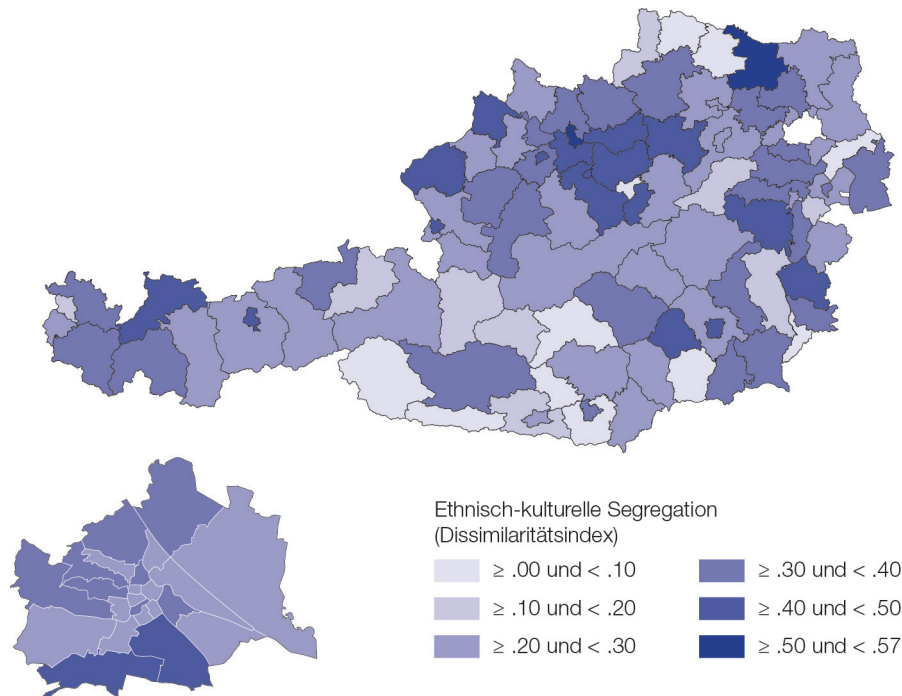 Ethnisch-kulturelle Segregation
(Dissimilaritätsindex)
≥ .00 und < .10
≥ .10 und < .20
≥ .20 und < .30
≥ .30 und < .40
≥ .40 und < .50
≥ .50 und < .57